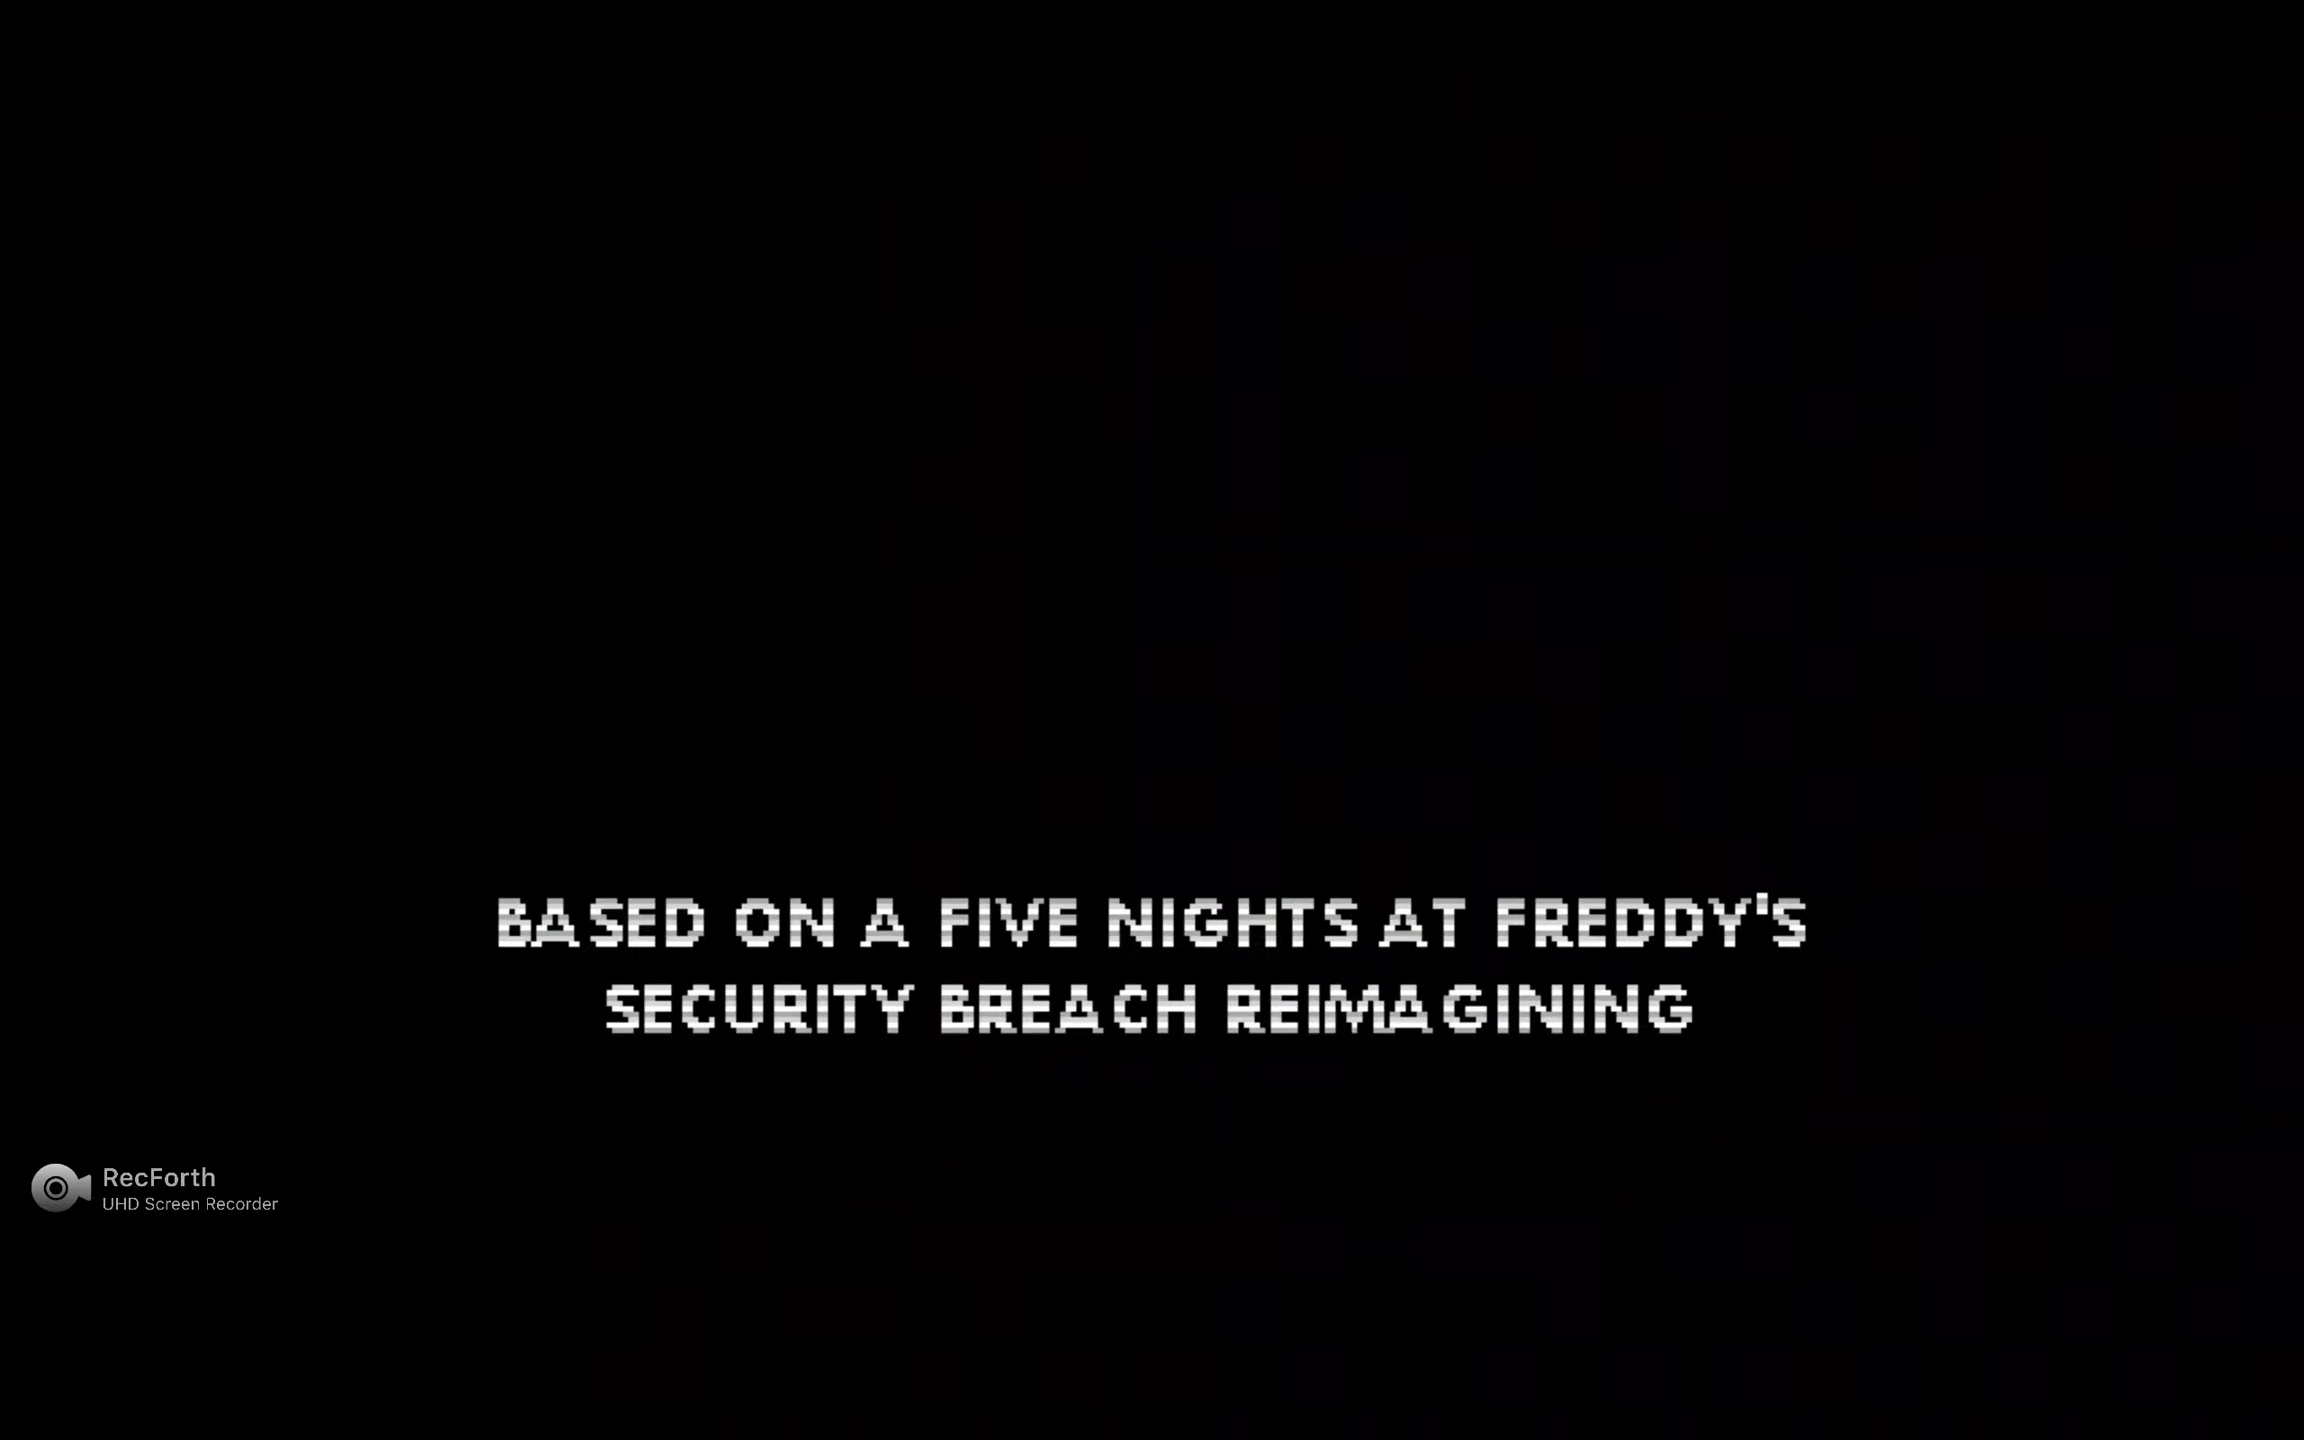 BASED ON A FIVE NIGHTS AT FREDDY'S
SECURITY BREACH REIMAGINING
RecForth
UHD Screen Recorder